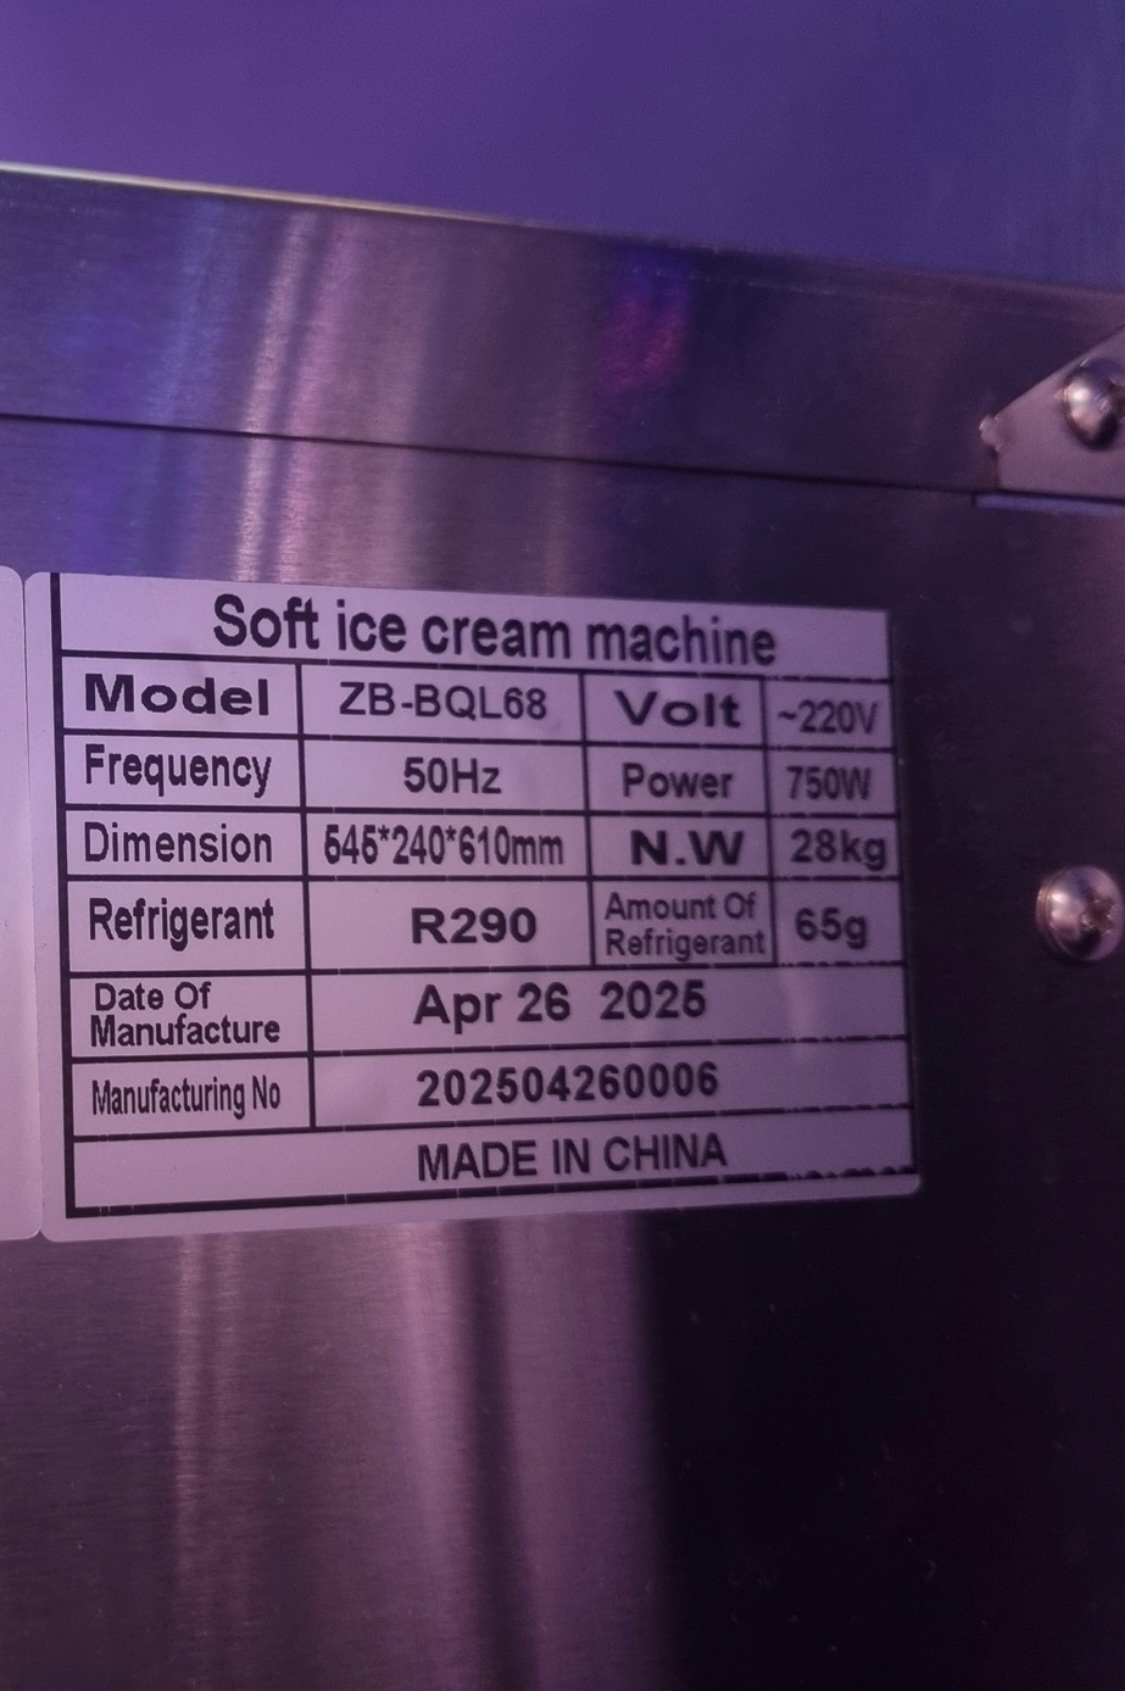 Soft ice cream machine
Model ZB-BQL68 Volt ~220V
Frequency 50Hz Power 750W
Dimension 545*240*610mm N.W 28kg
Refrigerant R290 Amount Of Refrigerant 65g
Date Of Manufacture Apr 26 2025
Manufacturing No 202504260006
MADE IN CHINA